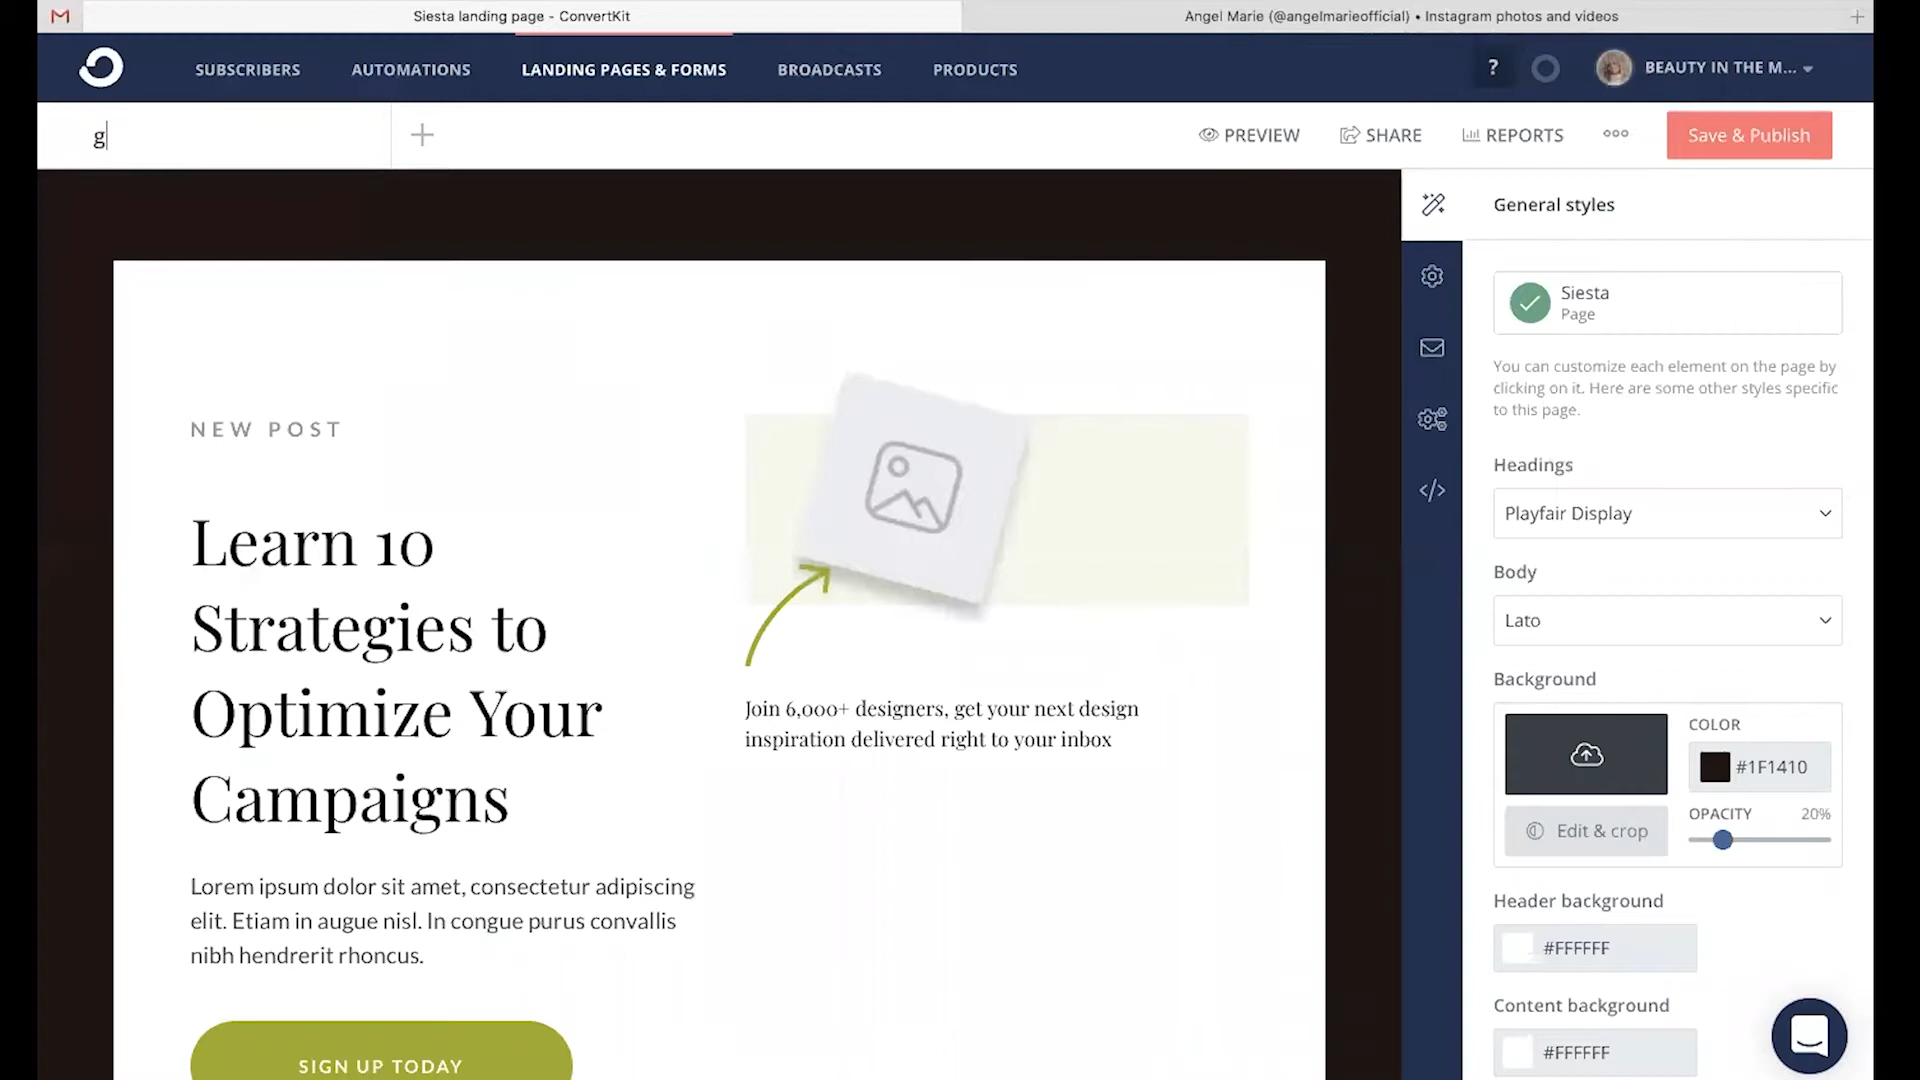 Siesta landing page - ConvertKit
Angel Marie (@angelmarieofficial) • Instagram photos and videos
SUBSCRIBERS
AUTOMATIONS
LANDING PAGES & FORMS
BROADCASTS
PRODUCTS
?
BEAUTY IN THE M...
g
PREVIEW
SHARE
REPORTS
Save & Publish
General styles
Siesta
Page
You can customize each element on the page by
clicking on it. Here are some other styles specific
to this page.
Headings
Playfair Display
Body
Lato
Background
COLOR
#1F1410
Edit & crop
OPACITY 20%
Header background
#FFFFFF
Content background
#FFFFFF
NEW POST
Learn 10
Strategies to
Optimize Your
Campaigns
Lorem ipsum dolor sit amet, consectetur adipiscing
elit. Etiam in augue nisl. In congue purus convallis
nibh hendrerit rhoncus.
SIGN UP TODAY
Join 6,000+ designers, get your next design
inspiration delivered right to your inbox